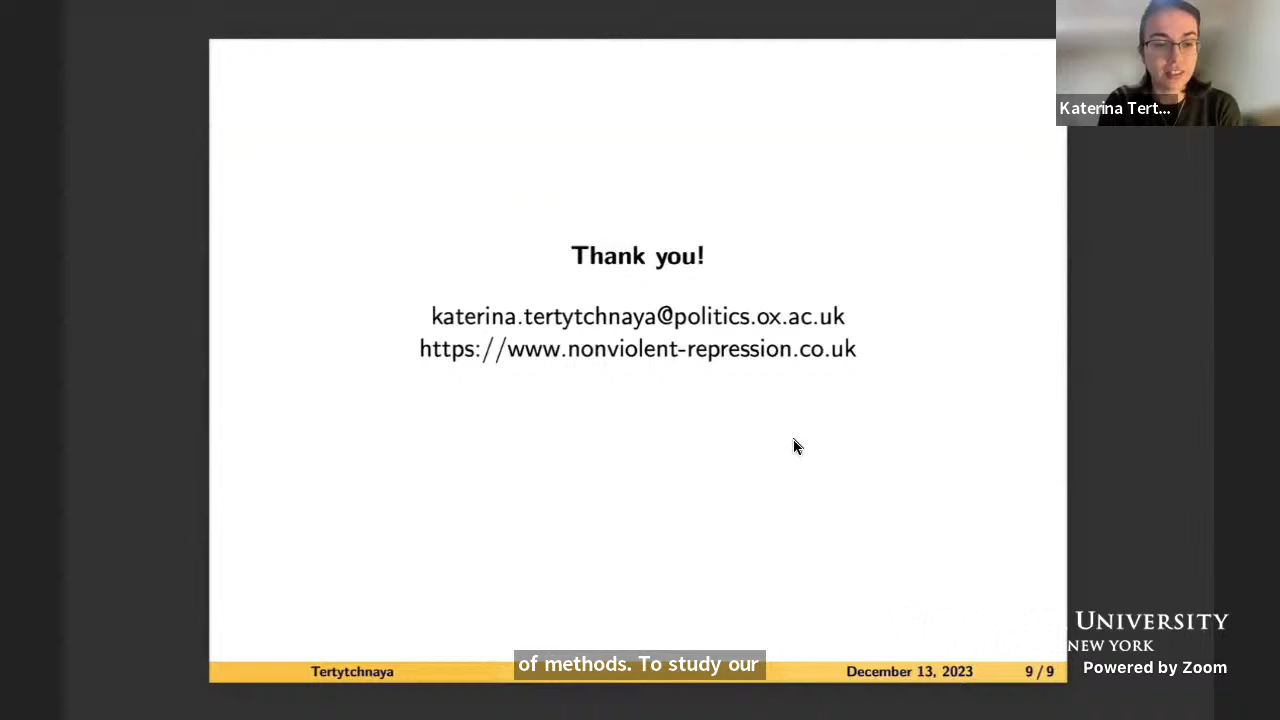 Katerina Tert...
Thank you!
katerina.tertytchnaya@politics.ox.ac.uk
https://www.nonviolent-repression.co.uk
UNIVERSITY
NEW YORK
Powered by Zoom
of methods. To study our
Tertytchnaya
December 13, 2023
9 / 9